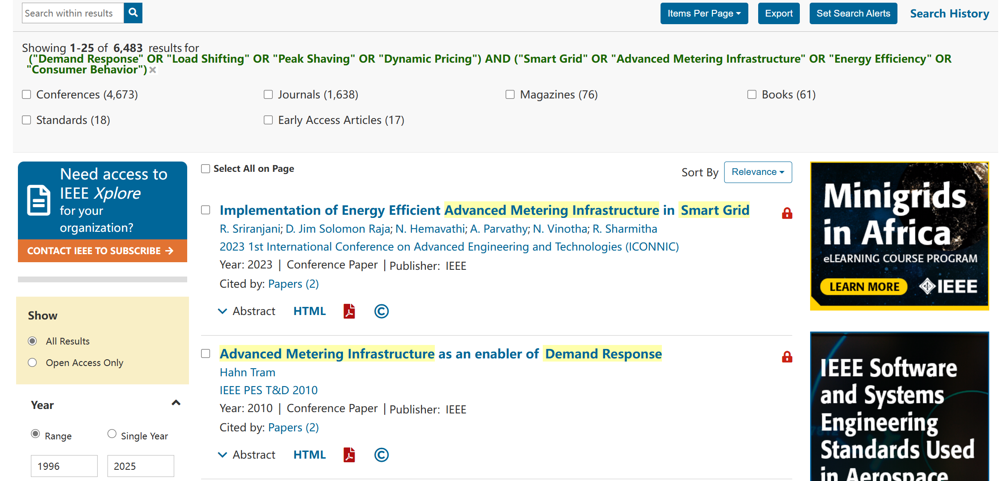 Search within results
Items Per Page
Export
Set Search Alerts
Search History
Showing 1-25 of 6,483 results for
("Demand Response" OR "Load Shifting" OR "Peak Shaving" OR "Dynamic Pricing") AND ("Smart Grid" OR "Advanced Metering Infrastructure" OR "Energy Efficiency" OR
"Consumer Behavior")
Conferences (4,673)
Journals (1,638)
Magazines (76)
Books (61)
Standards (18)
Early Access Articles (17)
Need access to
IEEE Xplore
for your
organization?
CONTACT IEEE TO SUBSCRIBE
Show
All Results
Open Access Only
Year
Range
Single Year
1996
2025
Select All on Page
Sort By
Relevance
Implementation of Energy Efficient Advanced Metering Infrastructure in Smart Grid
R. Sriranjani; D. Jim Solomon Raja; N. Hemavathi; A. Parvathy; N. Vinotha; R. Sharmitha
2023 1st International Conference on Advanced Engineering and Technologies (ICONNIC)
Year: 2023 | Conference Paper | Publisher: IEEE
Cited by: Papers (2)
Abstract HTML ©
Advanced Metering Infrastructure as an enabler of Demand Response
Hahn Tram
IEEE PES T&D 2010
Year: 2010 | Conference Paper | Publisher: IEEE
Cited by: Papers (2)
Abstract HTML ©
Minigrids
in Africa
eLEARNING COURSE PROGRAM
LEARN MORE
IEEE
IEEE Software
and Systems
Engineering
Standards Used
in Aerospace